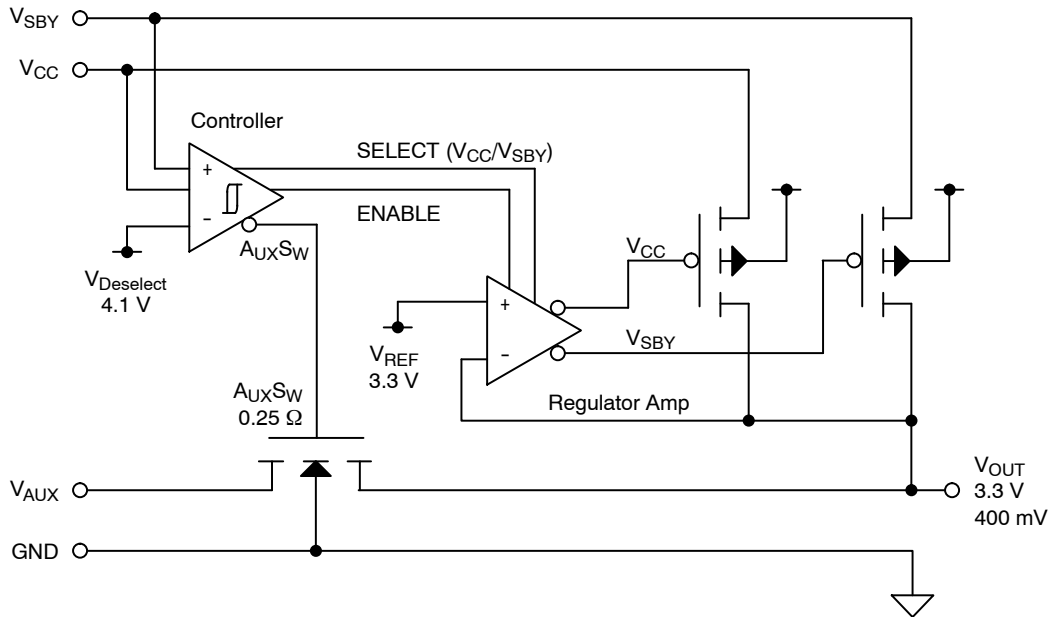 VSBY
VCC
Controller
+
−
SELECT (VCC/VSBY)
ENABLE
AUXSW
VDeselect
4.1 V
VCC
+
−
VREF
3.3 V
VSBY
AUXSW
0.25 Ω
Regulator Amp
VAUX
VOUT
3.3 V
400 mV
GND